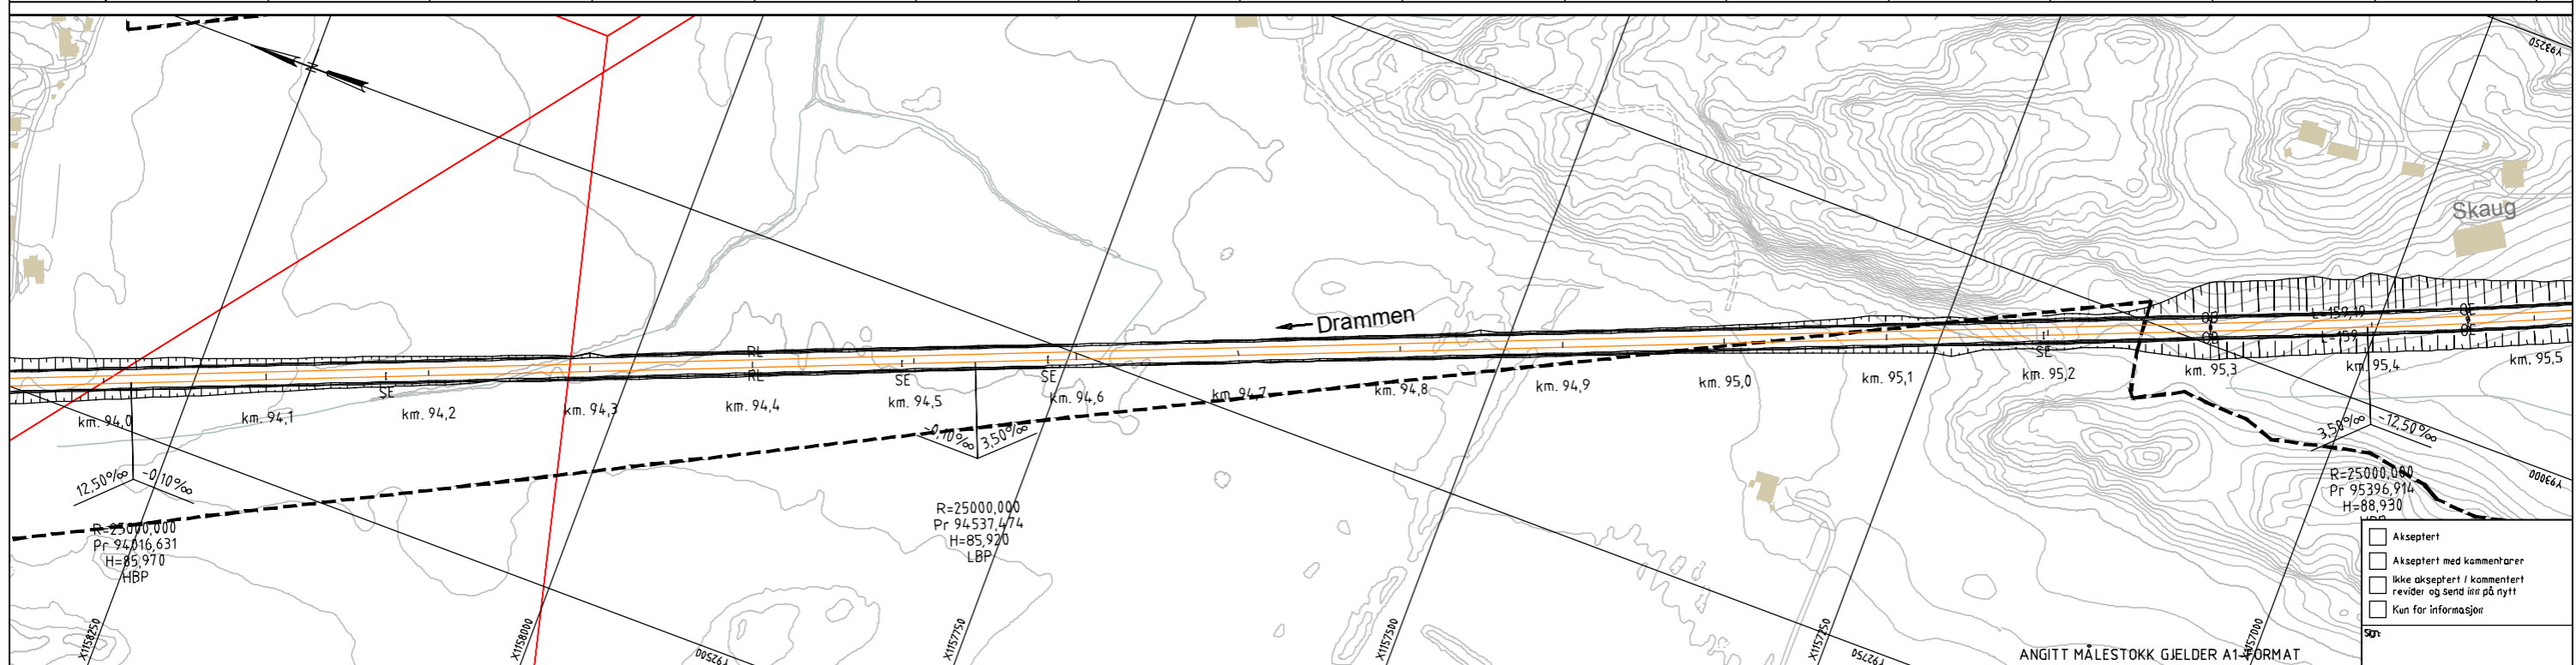 Y93250
Skaug
Drammen
L=159,19
OE
OB
RL
RL
SE
SE
SE
SE
OB
L=159
OE
km. 94,0
km. 94,1
km. 94,2
km. 94,3
km. 94,4
km. 94,5
km. 94,6
km. 94,7
km. 94,8
km. 94,9
km. 95,0
km. 95,1
km. 95,2
km. 95,3
km. 95,4
km. 95,5
12,50‰ -0,10‰
-0,10‰ 3,50‰
3,50‰ -12,50‰
R=25000,000
Pr 94016,631
H=85,970
HBP
R=25000,000
Pr 94537,474
H=85,920
LBP
R=25000,000
Pr 95396,914
H=88,930
Y93000
Akseptert
Akseptert med kommentarer
Ikke akseptert / kommentert
revider og send inn på nytt
Kun for informasjon
Sign:
X1158250
X1158000
Y92500
X1157750
X1157500
X1157250
Y92750
X1157000
ANGITT MÅLESTOKK GJELDER A1-FORMAT